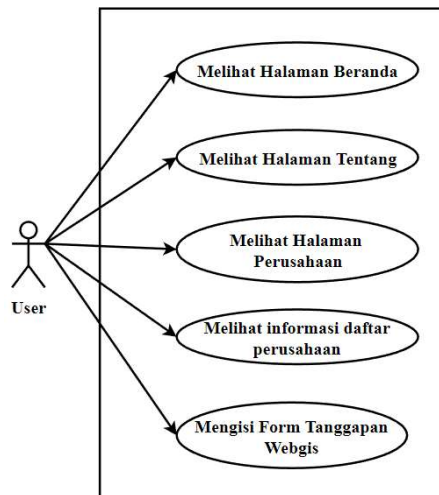 Melihat Halaman Beranda
Melihat Halaman Tentang
Melihat Halaman
Perusahaan
User
Melihat informasi daftar
perusahaan
Mengisi Form Tanggapan
Webgis